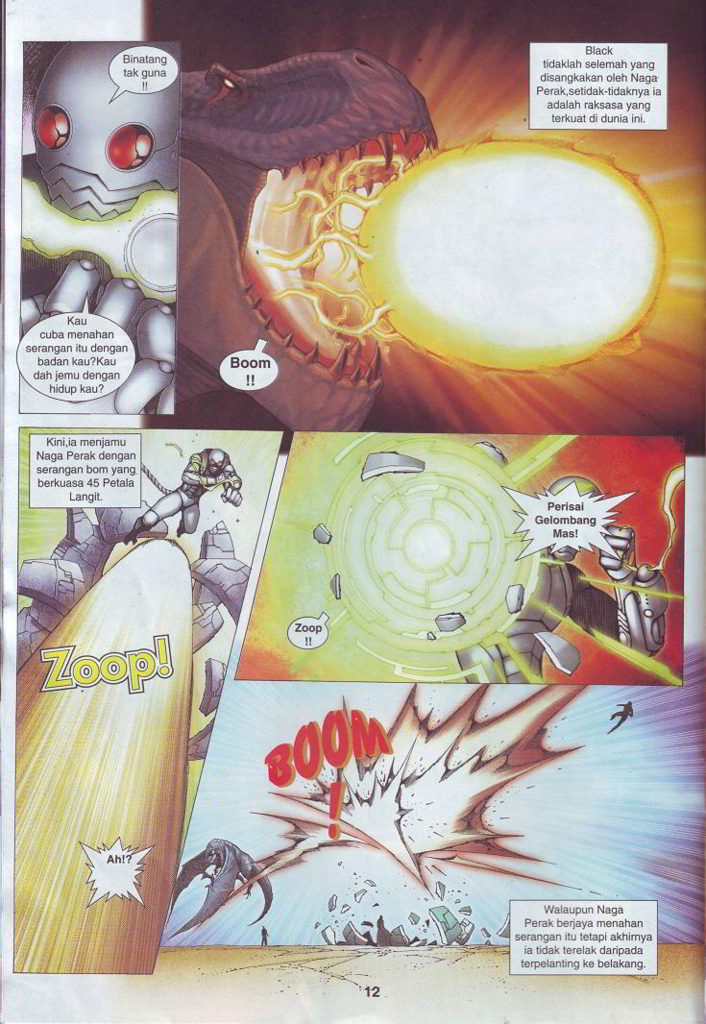 Binatang
tak guna
!!
Black
tidaklah selemah yang
disangkakan oleh Naga
Perak,setidak-tidaknya ia
adalah raksasa yang
terkuat di dunia ini.
Kau
cuba menahan
serangan itu dengan
badan kau?Kau
dah jemu dengan
hidup kau?
Boom
!!
Kini,ia menjamu
Naga Perak dengan
serangan bom yang
berkuasa 45 Petala
Langit.
Perisai
Gelombang
Mas!
Zoop
!!
Zoop!
BOOM
!
Ah!?
Walaupun Naga
Perak berjaya menahan
serangan itu tetapi akhirnya
ia tidak terelak daripada
terpelanting ke belakang.
12